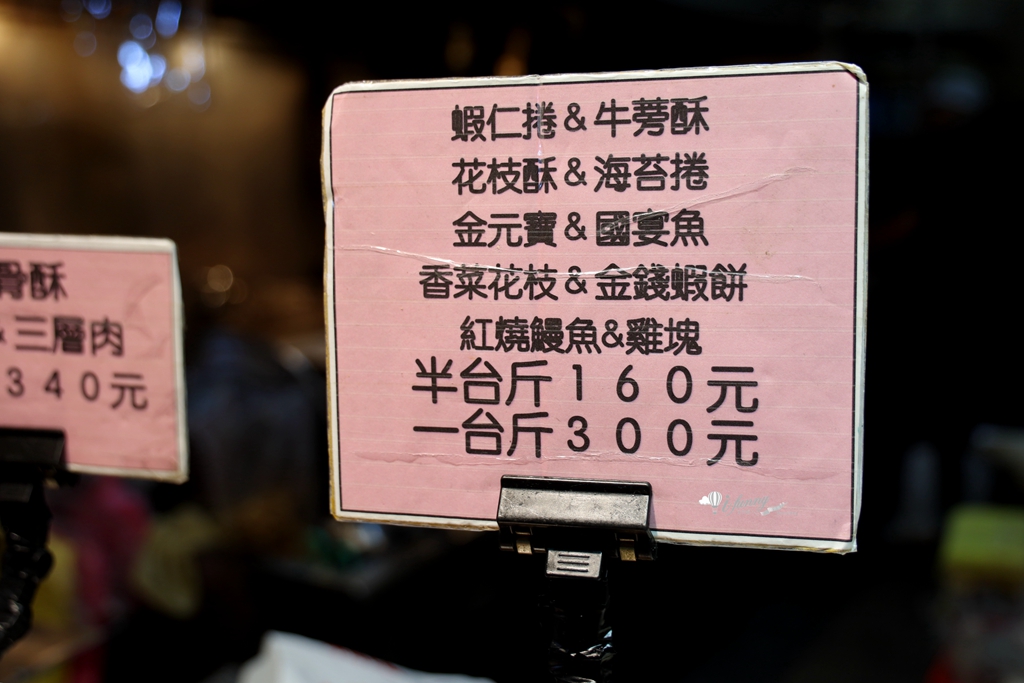 骨酥
&三層肉
340元
蝦仁捲&牛蒡酥
花枝酥&海苔捲
金元寶&國宴魚
香菜花枝&金錢蝦餅
紅燒鰻魚&雞塊
半台斤160元
一台斤300元